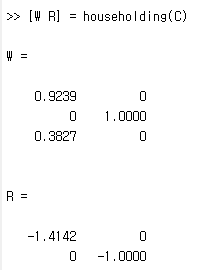 >> [W R] = householding(C)
W =
0.9239 0
0 1.0000
0.3827 0
R =
-1.4142 0
0 -1.0000